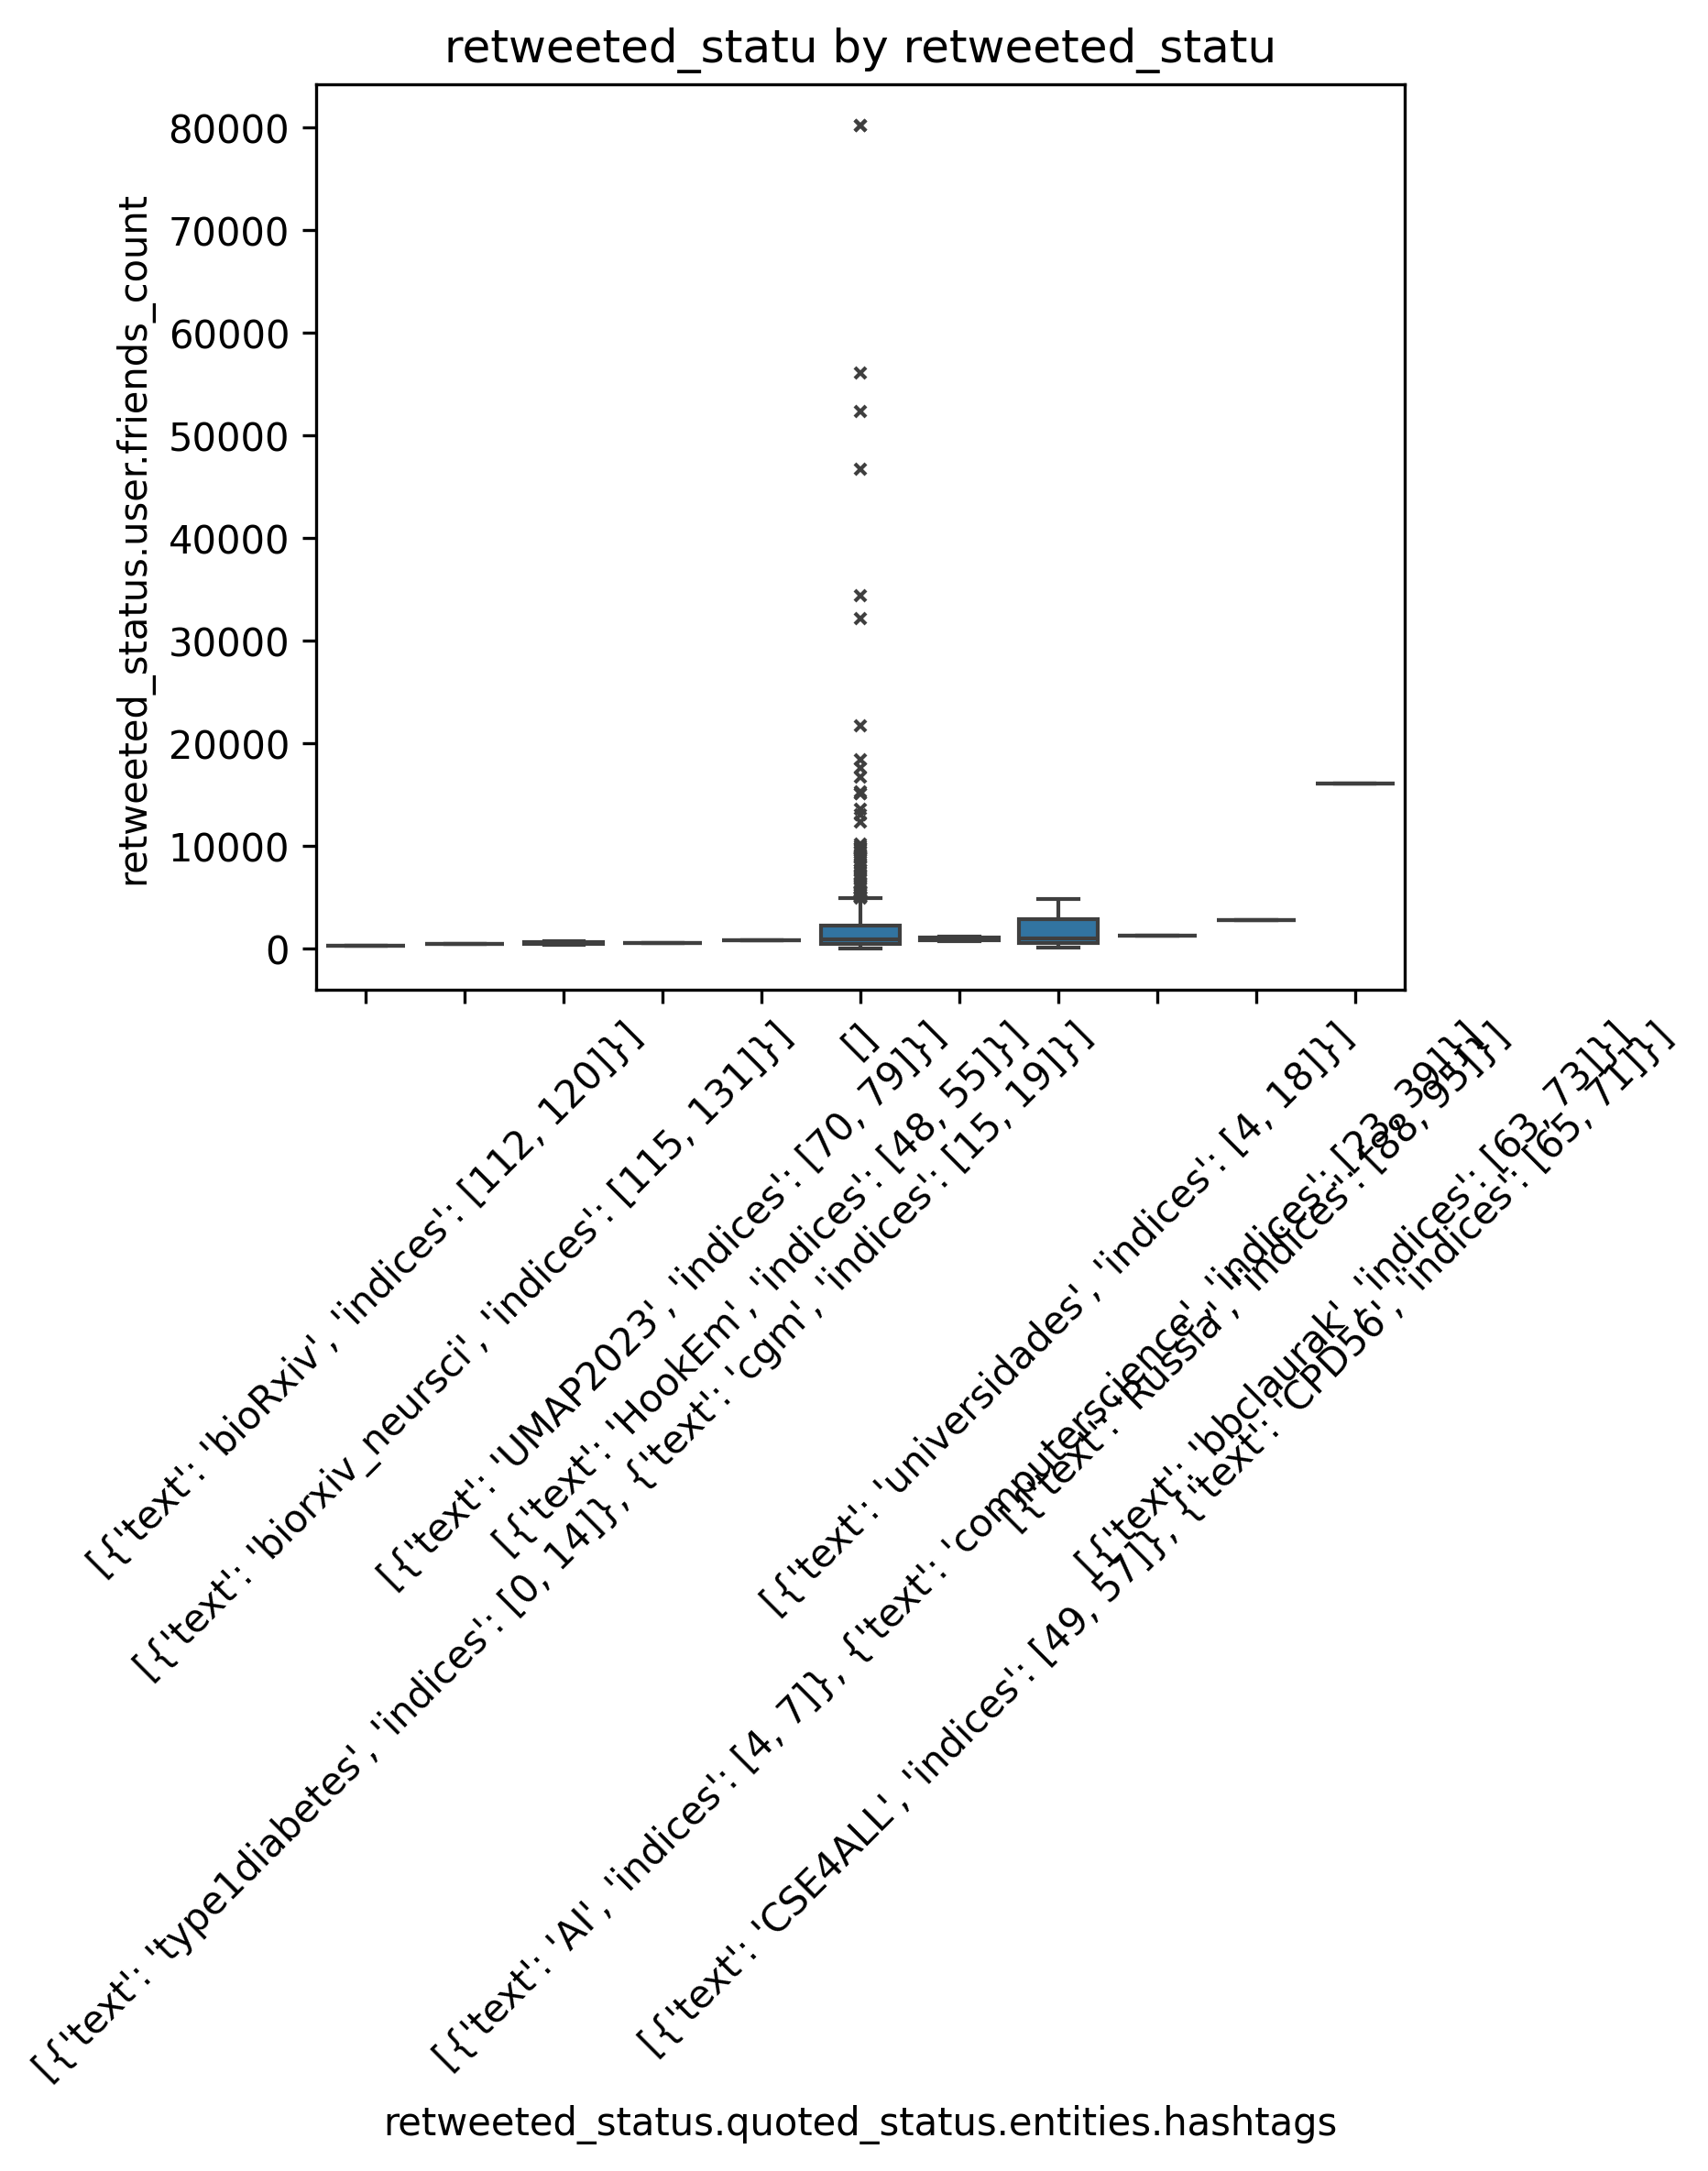 retweeted_statu by retweeted_statu
retweeted_status.user.friends_count
80000
70000
60000
50000
40000
30000
20000
10000
0
[{'text': 'bioRxiv', 'indices': [112, 120]}]
[{'text': 'biorxiv_neursci', 'indices': [115, 131]}]
[{'text': 'type1diabetes', 'indices': [0, 14]}, {'text': 'cgm', 'indices': [15, 19]}]
[{'text': 'UMAP2023', 'indices': [70, 79]}]
[{'text': 'HookEm', 'indices': [48, 55]}]
[]
[{'text': 'AI', 'indices': [4, 7]}, {'text': 'computerscience', 'indices': [23, 39]}]
[{'text': 'universidades', 'indices': [4, 18]}]
[{'text': 'CSE4ALL', 'indices': [49, 57]}, {'text': 'CPD56', 'indices': [65, 71]}]
[{'text': 'Russia', 'indices': [88, 95]}]
[{'text': 'bbclaurak', 'indices': [63, 73]}]
retweeted_status.quoted_status.entities.hashtags